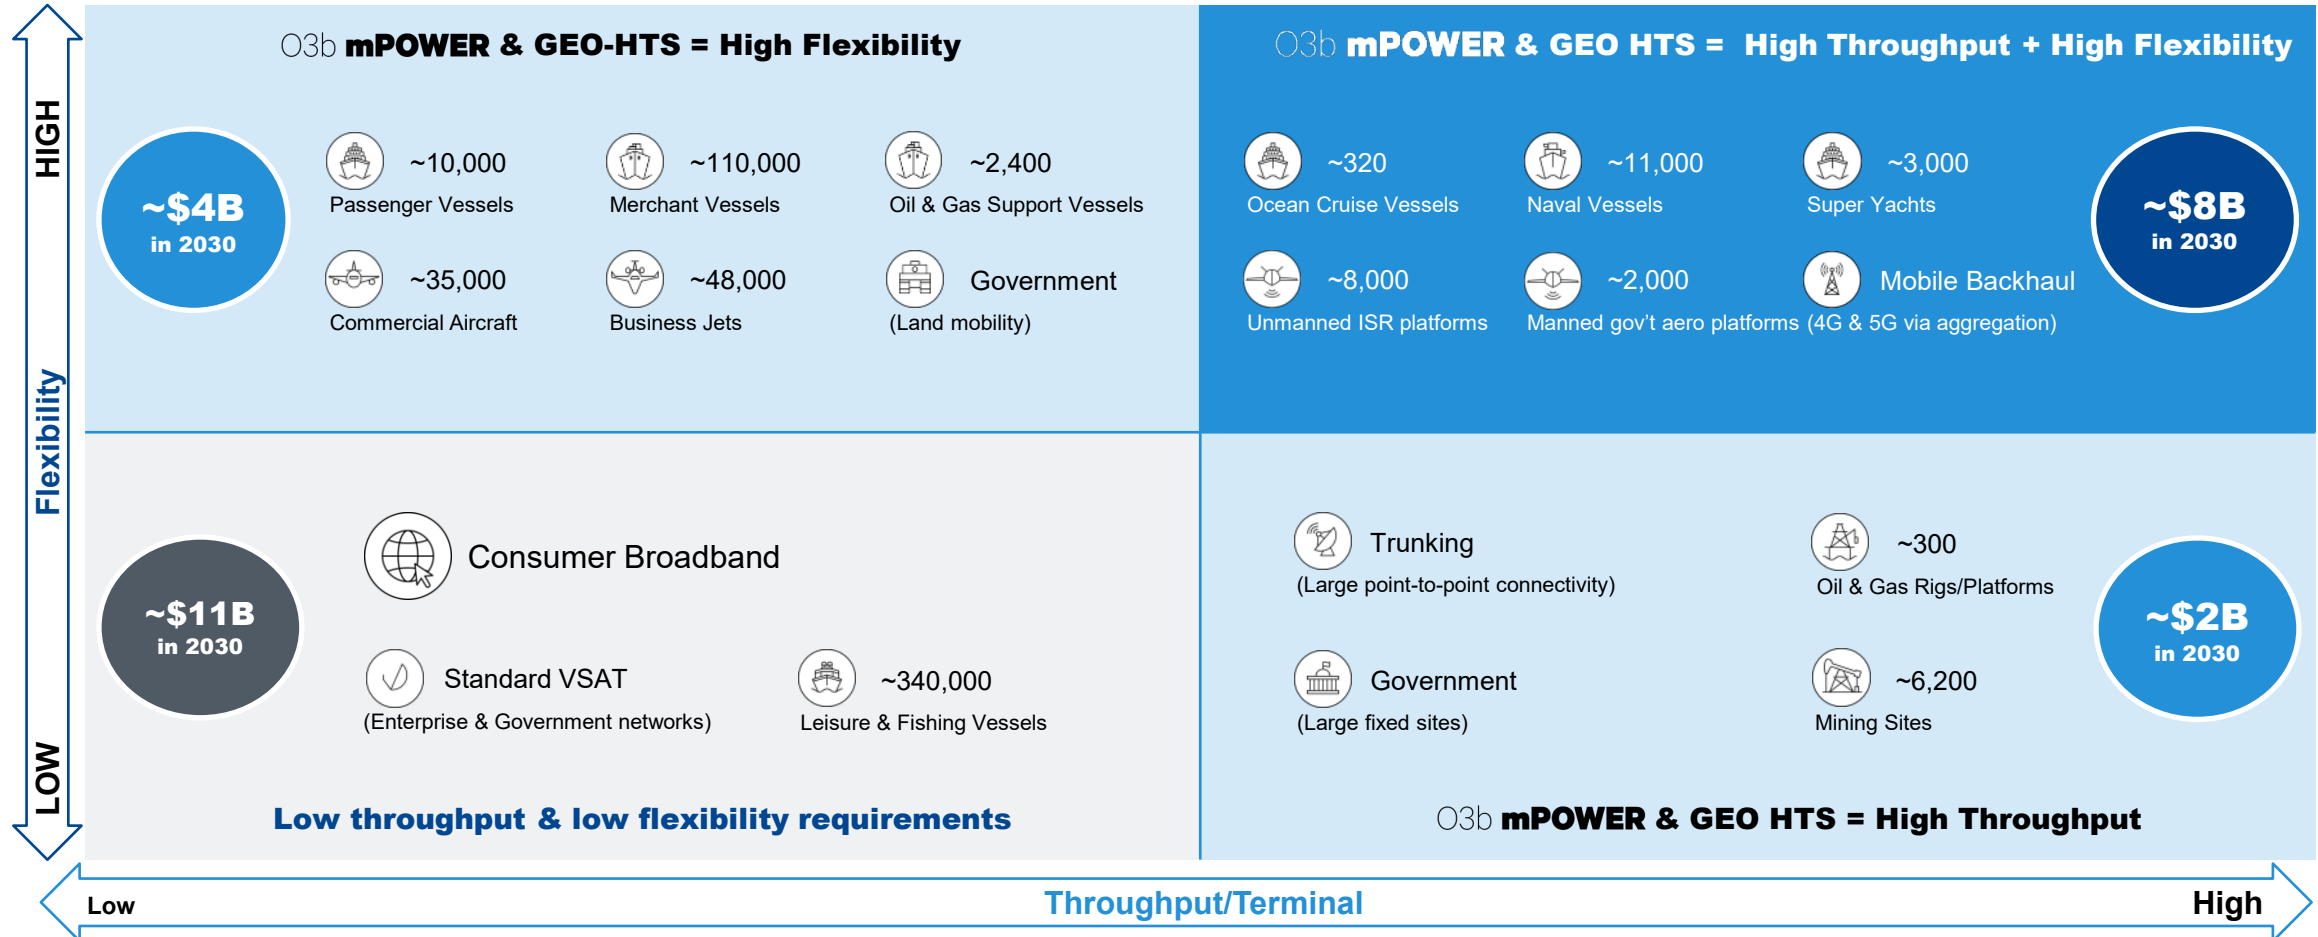 HIGH
Flexibility
LOW
O3b mPOWER & GEO-HTS = High Flexibility
~$4B
in 2030
~10,000
Passenger Vessels
~110,000
Merchant Vessels
~2,400
Oil & Gas Support Vessels
~35,000
Commercial Aircraft
~48,000
Business Jets
Government
(Land mobility)
O3b mPOWER & GEO HTS = High Throughput + High Flexibility
~320
Ocean Cruise Vessels
~11,000
Naval Vessels
~3,000
Super Yachts
~8,000
Unmanned ISR platforms
~2,000
Manned gov't aero platforms
Mobile Backhaul
(4G & 5G via aggregation)
~$8B
in 2030
~$11B
in 2030
Consumer Broadband
Standard VSAT
(Enterprise & Government networks)
~340,000
Leisure & Fishing Vessels
Low throughput & low flexibility requirements
Trunking
(Large point-to-point connectivity)
~300
Oil & Gas Rigs/Platforms
Government
(Large fixed sites)
~6,200
Mining Sites
~$2B
in 2030
O3b mPOWER & GEO HTS = High Throughput
Low
Throughput/Terminal
High